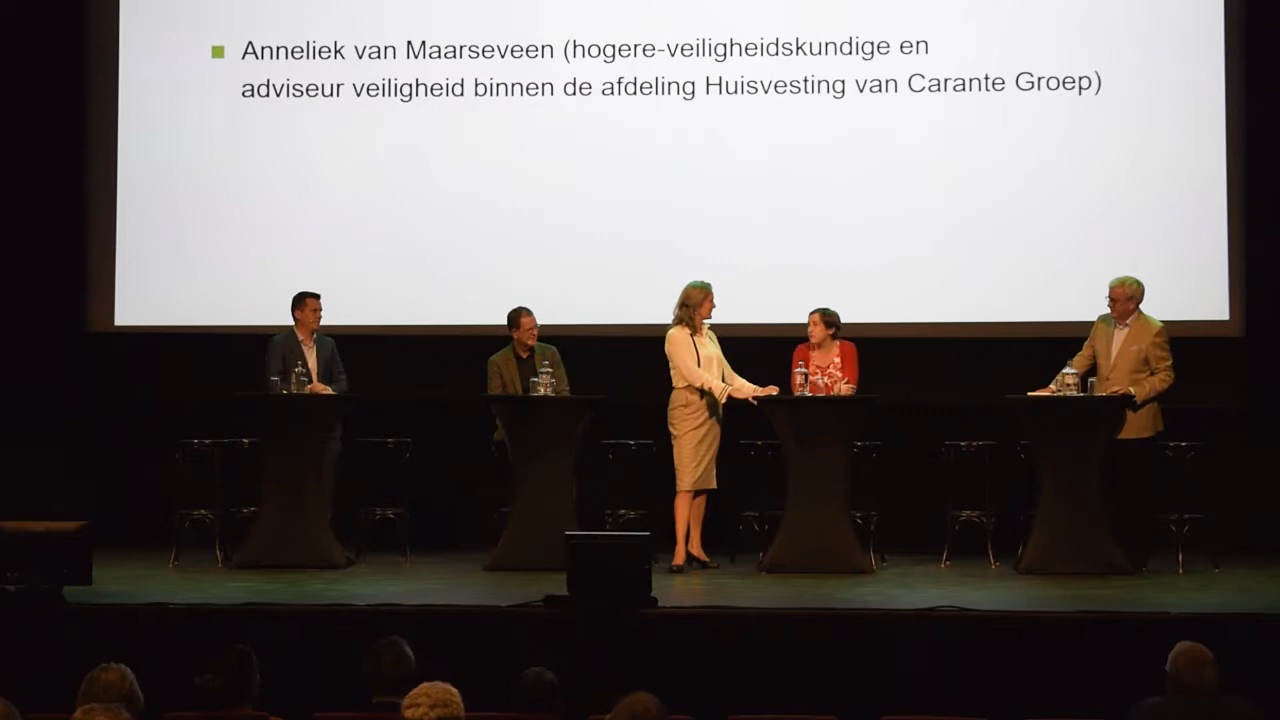 Anneliek van Maarseveen (hogere-veiligheidskundige en
adviseur veiligheid binnen de afdeling Huisvesting van Carante Groep)